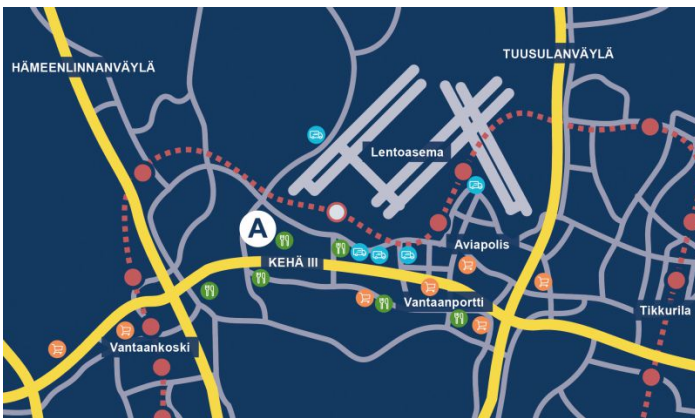 TUUSULANVÄYLÄ
HÄMEENLINNANVÄYLÄ
Lentoasema
A
Aviapolis
KEHÄ III
Vantaanportti
Tikkurila
Vantaankoski